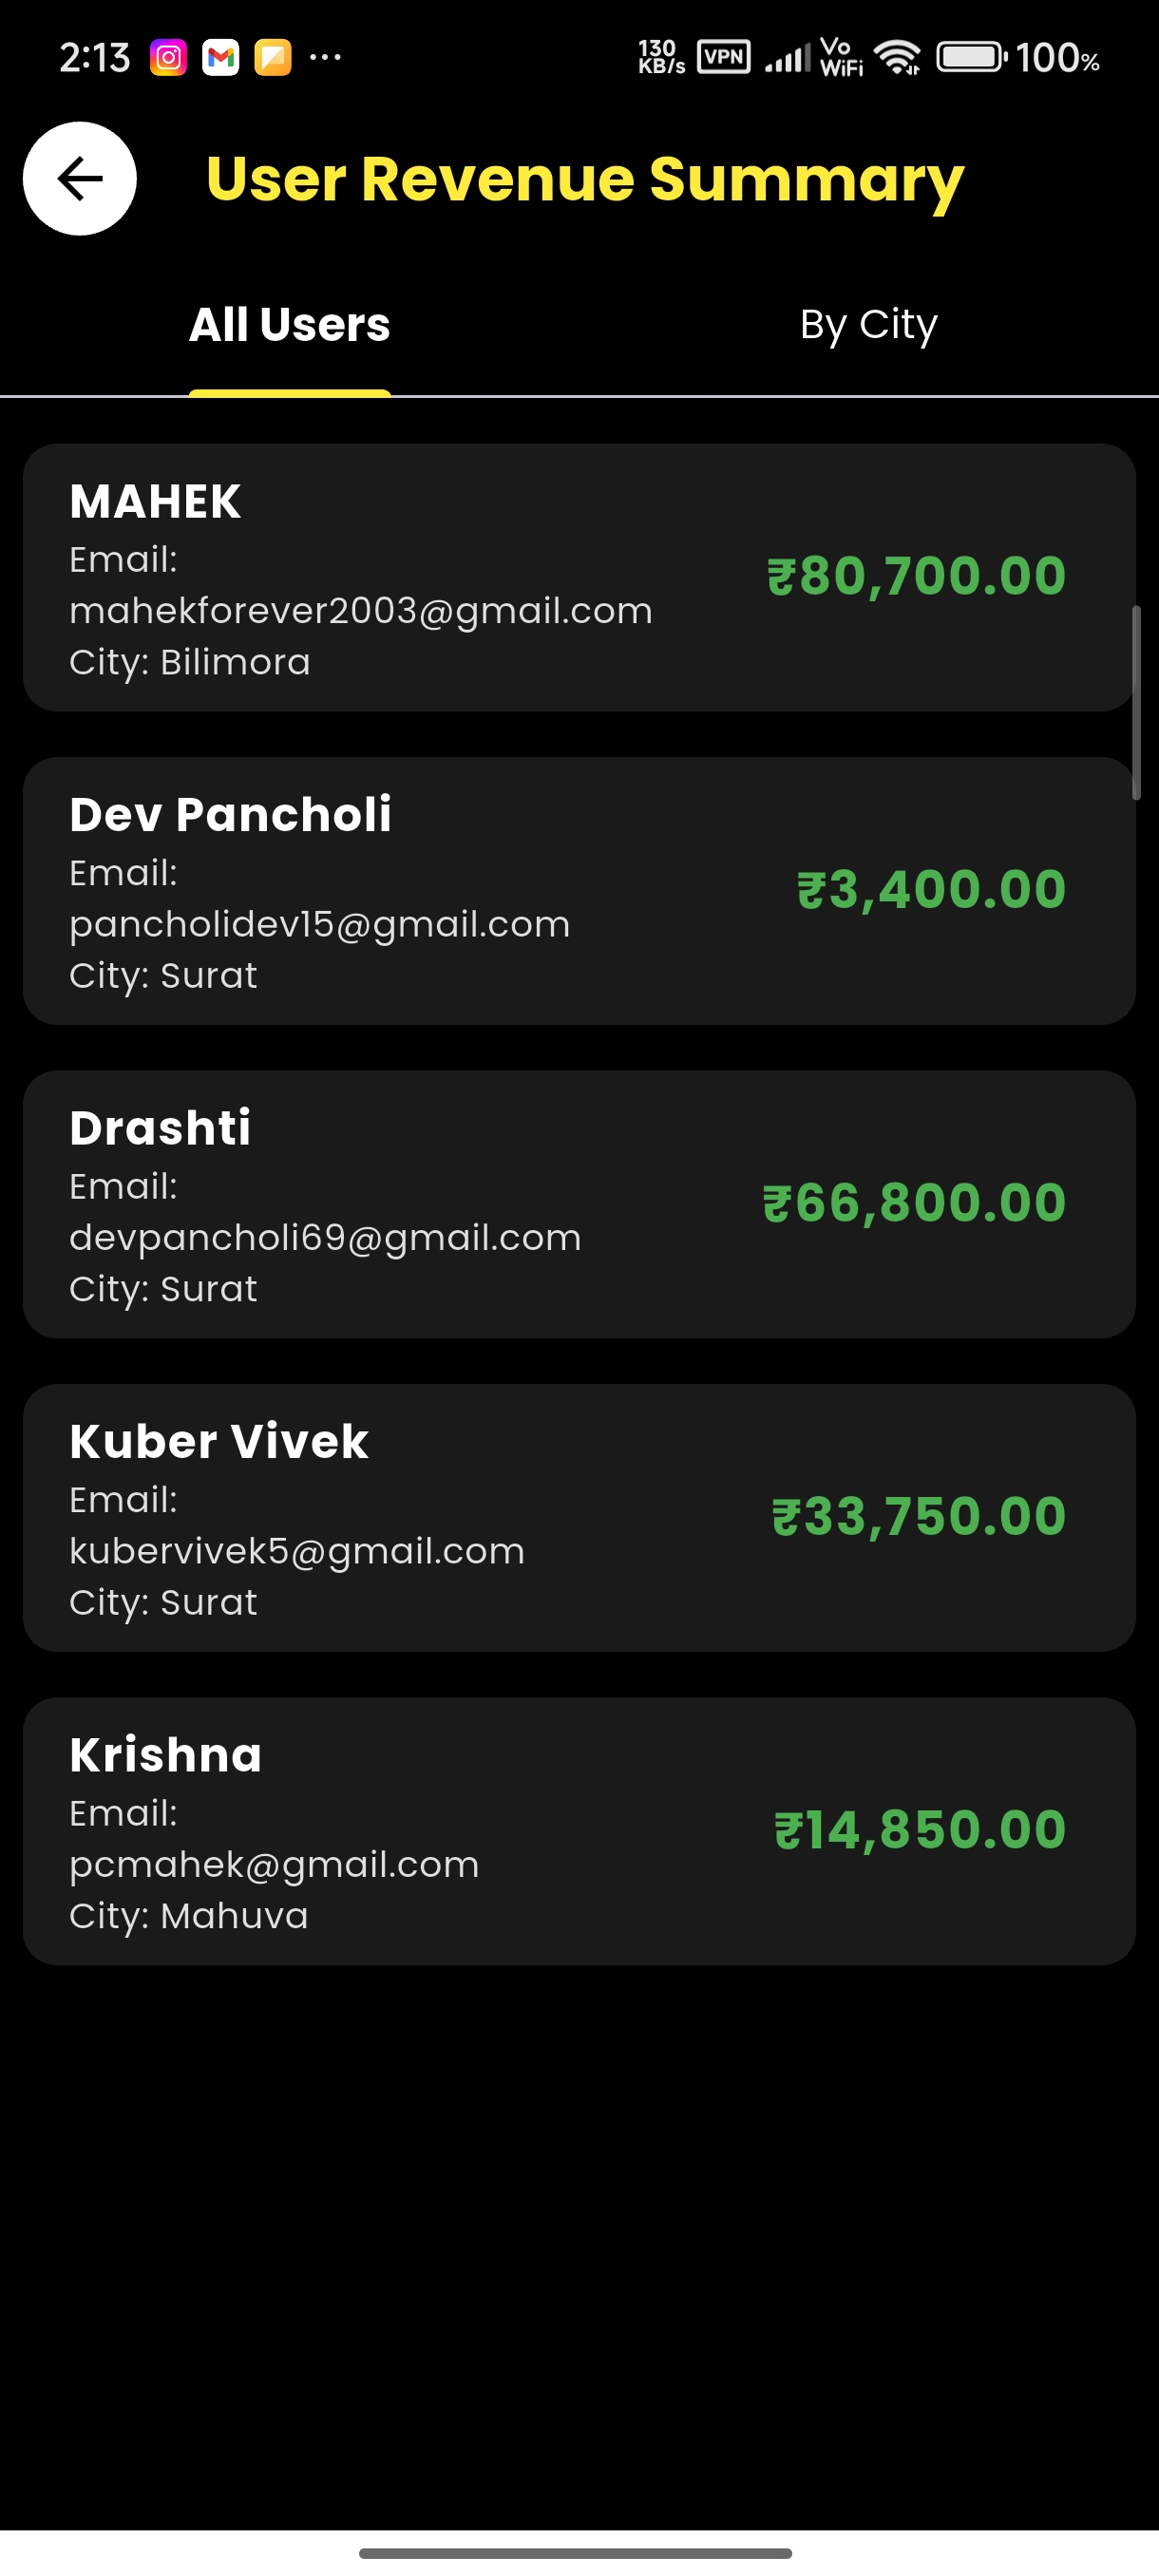 2:13
130 KB/s VPN Vo WiFi 100%
User Revenue Summary
All Users
By City
MAHEK
Email:
mahekforever2003@gmail.com
City: Bilimora
₹80,700.00
Dev Pancholi
Email:
pancholidev15@gmail.com
City: Surat
₹3,400.00
Drashti
Email:
devpancholi69@gmail.com
City: Surat
₹66,800.00
Kuber Vivek
Email:
kubervivek5@gmail.com
City: Surat
₹33,750.00
Krishna
Email:
pcmahek@gmail.com
City: Mahuva
₹14,850.00